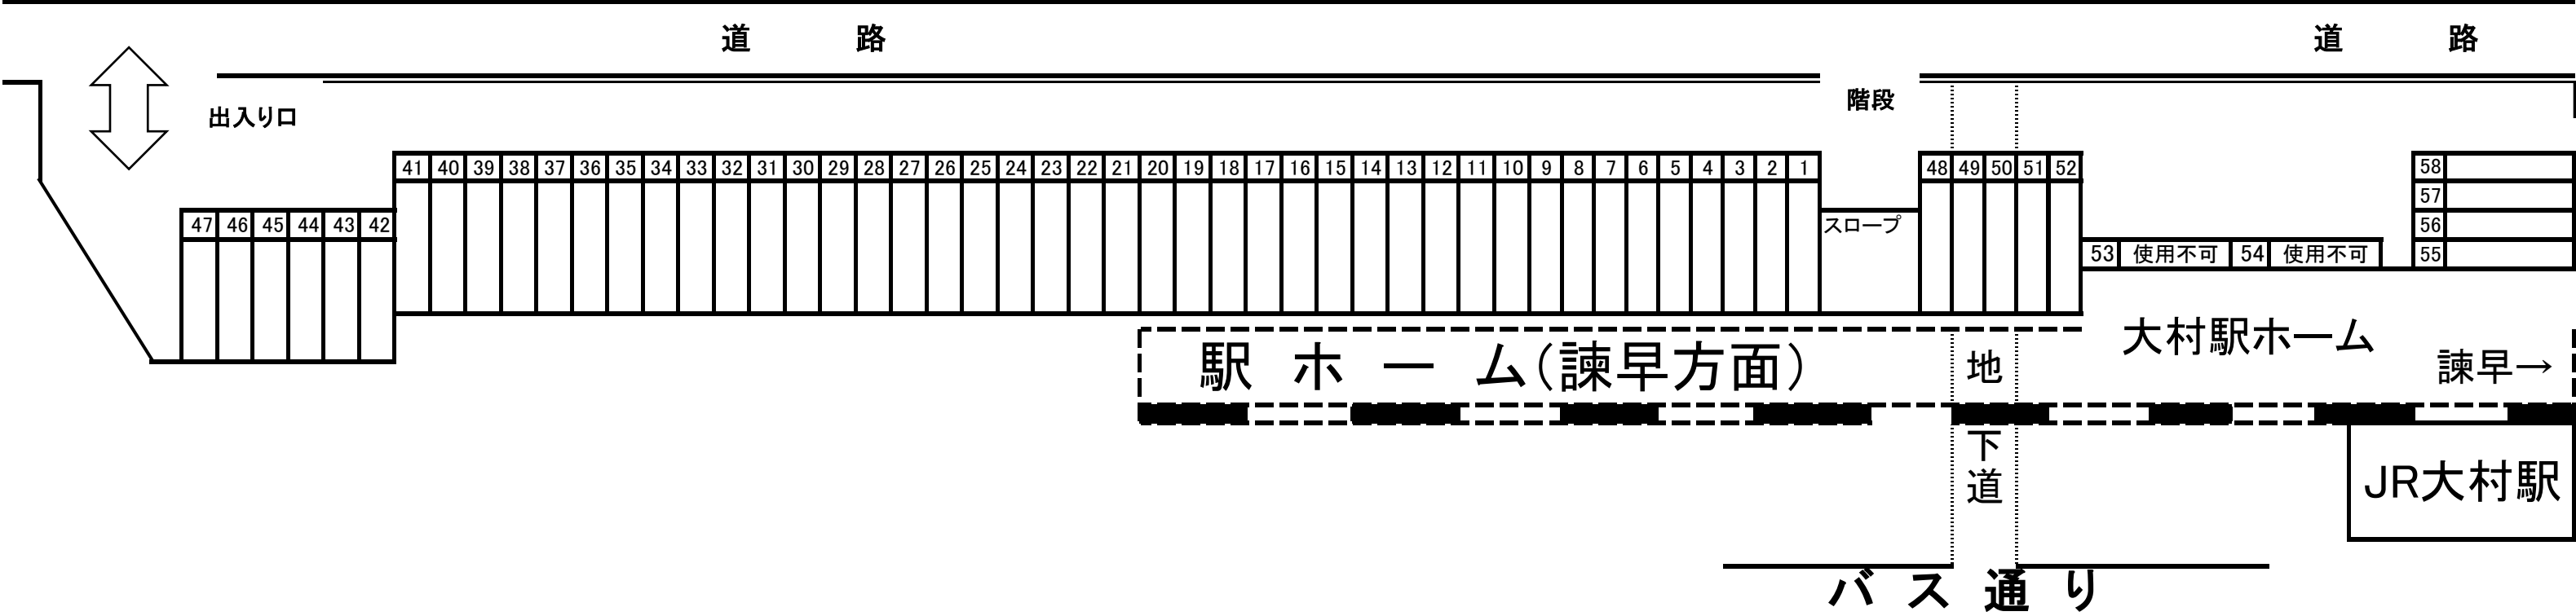 道　路　道　路
階段
出入り口
41 40 39 38 37 36 35 34 33 32 31 30 29 28 27 26 25 24 23 22 21 20 19 18 17 16 15 14 13 12 11 10 9 8 7 6 5 4 3 2 1 48 49 50 51 52 58
57
47 46 45 44 43 42 スロープ 56
53 使用不可 54 使用不可 55
大村駅ホーム
駅ホーム(諫早方面)
諫早→
地下道
JR大村駅
バス通り